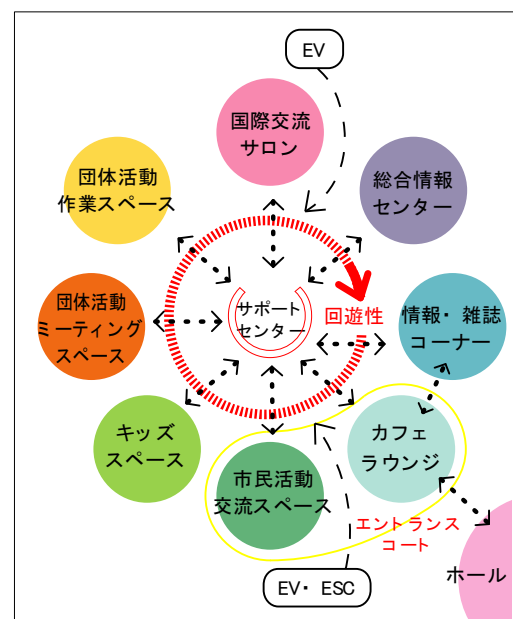 EV
国際交流
サロン
団体活動
作業スペース
総合情報
センター
団体活動
ミーティング
スペース
サポート
センター
回遊性
情報・雑誌
コーナー
キッズ
スペース
カフェ
ラウンジ
市民活動
交流スペース
エントランス
コート
ホール
EV・ESC